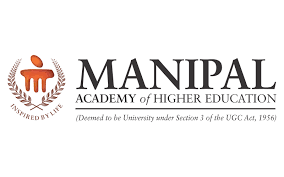 INSPIRED BY LIFE
MANIPAL
ACADEMY of HIGHER EDUCATION
(Deemed to be University under Section 3 of the UGC Act, 1956)